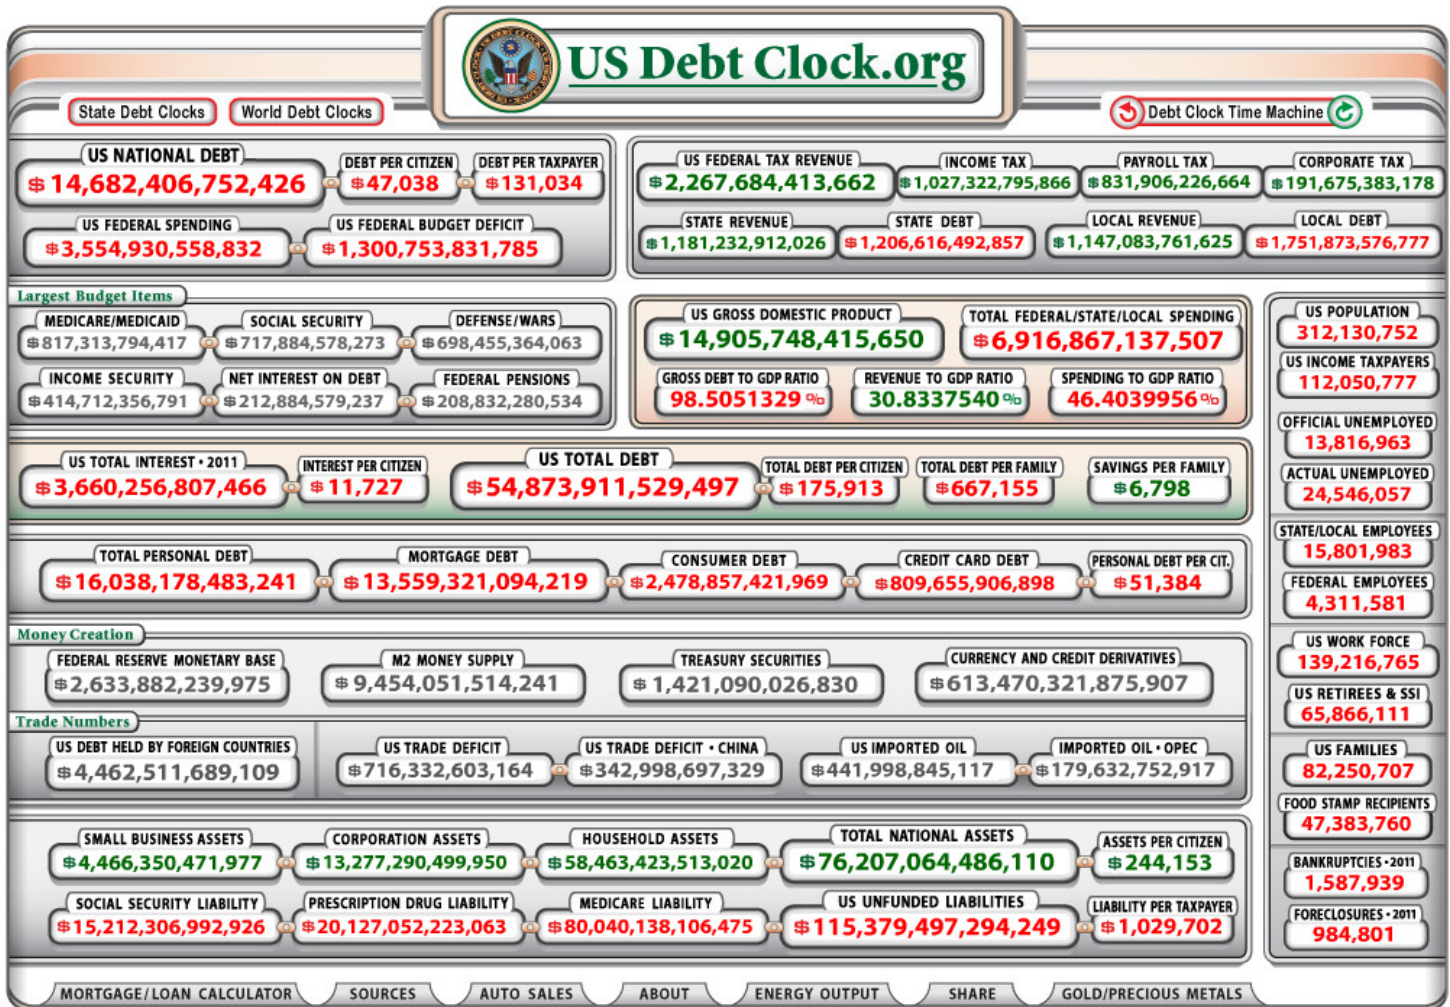 US Debt Clock.org
State Debt Clocks
World Debt Clocks
Debt Clock Time Machine
US NATIONAL DEBT
$ 14,682,406,752,426
DEBT PER CITIZEN
$ 47,038
DEBT PER TAXPAYER
$ 131,034
US FEDERAL SPENDING
$ 3,554,930,558,832
US FEDERAL BUDGET DEFICIT
$ 1,300,753,831,785
US FEDERAL TAX REVENUE
$ 2,267,684,413,662
INCOME TAX
$ 1,027,322,795,866
PAYROLL TAX
$ 831,906,226,664
CORPORATE TAX
$ 191,675,383,178
STATE REVENUE
$ 1,181,232,912,026
STATE DEBT
$ 1,206,616,492,857
LOCAL REVENUE
$ 1,147,083,761,625
LOCAL DEBT
$ 1,751,873,576,777
Largest Budget Items
MEDICARE/MEDICAID
$ 817,313,794,417
SOCIAL SECURITY
$ 717,884,578,273
DEFENSE/WARS
$ 698,455,364,063
INCOME SECURITY
$ 414,712,356,791
NET INTEREST ON DEBT
$ 212,884,579,237
FEDERAL PENSIONS
$ 208,832,280,534
US GROSS DOMESTIC PRODUCT
$ 14,905,748,415,650
TOTAL FEDERAL/STATE/LOCAL SPENDING
$ 6,916,867,137,507
GROSS DEBT TO GDP RATIO
98.5051329 %
REVENUE TO GDP RATIO
30.8337540 %
SPENDING TO GDP RATIO
46.4039956 %
US TOTAL INTEREST • 2011
$ 3,660,256,807,466
INTEREST PER CITIZEN
$ 11,727
US TOTAL DEBT
$ 54,873,911,529,497
TOTAL DEBT PER CITIZEN
$ 175,913
TOTAL DEBT PER FAMILY
$ 667,155
SAVINGS PER FAMILY
$ 6,798
TOTAL PERSONAL DEBT
$ 16,038,178,483,241
MORTGAGE DEBT
$ 13,559,321,094,219
CONSUMER DEBT
$ 2,478,857,421,969
CREDIT CARD DEBT
$ 809,655,906,898
PERSONAL DEBT PER CIT.
$ 51,384
Money Creation
FEDERAL RESERVE MONETARY BASE
$ 2,633,882,239,975
M2 MONEY SUPPLY
$ 9,454,051,514,241
TREASURY SECURITIES
$ 1,421,090,026,830
CURRENCY AND CREDIT DERIVATIVES
$ 613,470,321,875,907
Trade Numbers
US DEBT HELD BY FOREIGN COUNTRIES
$ 4,462,511,689,109
US TRADE DEFICIT
$ 716,332,603,164
US TRADE DEFICIT • CHINA
$ 342,998,697,329
US IMPORTED OIL
$ 441,998,845,117
IMPORTED OIL • OPEC
$ 179,632,752,917
SMALL BUSINESS ASSETS
$ 4,466,350,471,977
CORPORATION ASSETS
$ 13,277,290,499,950
HOUSEHOLD ASSETS
$ 58,463,423,513,020
TOTAL NATIONAL ASSETS
$ 76,207,064,486,110
ASSETS PER CITIZEN
$ 244,153
SOCIAL SECURITY LIABILITY
$ 15,212,306,992,926
PRESCRIPTION DRUG LIABILITY
$ 20,127,052,223,063
MEDICARE LIABILITY
$ 80,040,138,106,475
US UNFUNDED LIABILITIES
$ 115,379,497,294,249
LIABILITY PER TAXPAYER
$ 1,029,702
US POPULATION
312,130,752
US INCOME TAXPAYERS
112,050,777
OFFICIAL UNEMPLOYED
13,816,963
ACTUAL UNEMPLOYED
24,546,057
STATE/LOCAL EMPLOYEES
15,801,983
FEDERAL EMPLOYEES
4,311,581
US WORK FORCE
139,216,765
US RETIREES & SSI
65,866,111
US FAMILIES
82,250,707
FOOD STAMP RECIPIENTS
47,383,760
BANKRUPTCIES • 2011
1,587,939
FORECLOSURES • 2011
984,801
MORTGAGE/LOAN CALCULATOR
SOURCES
AUTO SALES
ABOUT
ENERGY OUTPUT
SHARE
GOLD/PRECIOUS METALS